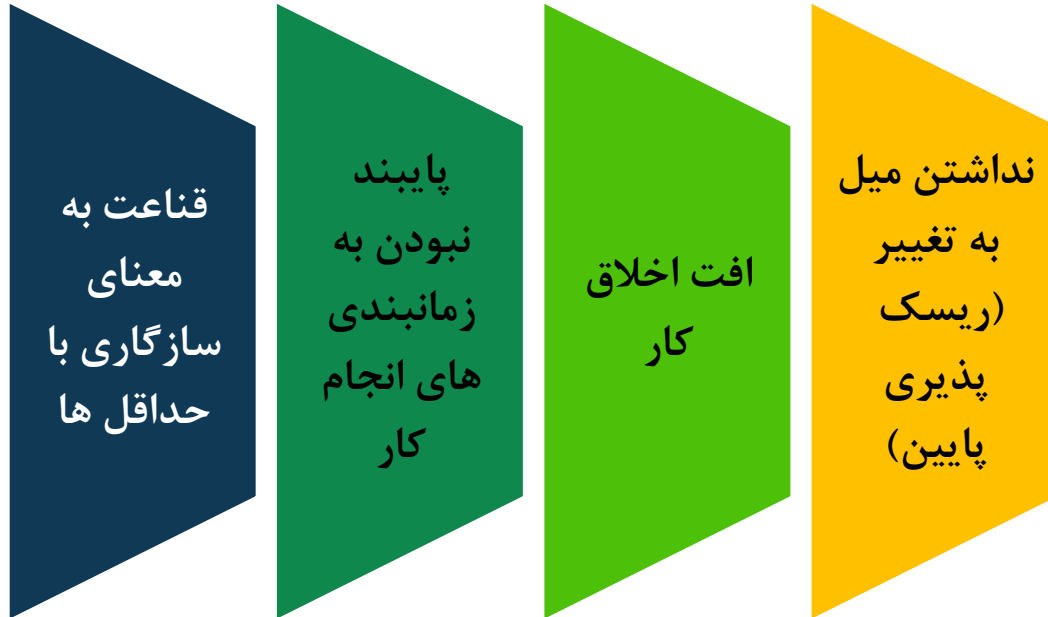 نداشتن میل
به تغییر
(ریسک
پذیری
پایین)
افت اخلاق
کار
پایبند
نبودن به
زمانبندی
های انجام
کار
قناعت به
معنای
سازگاری با
حداقل ها